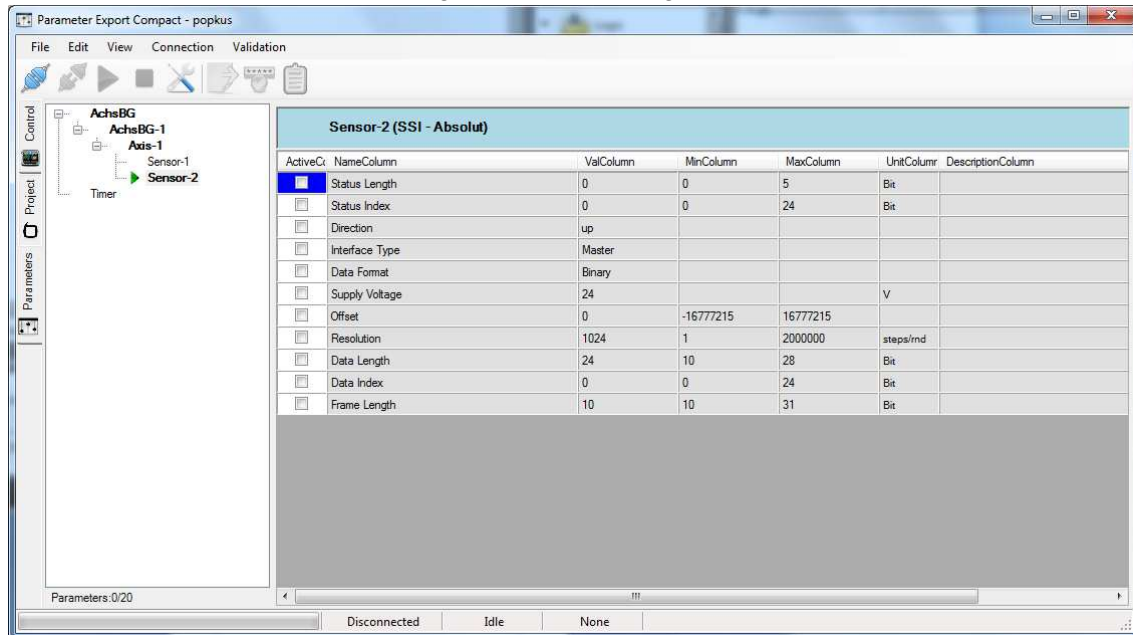 Parameter Export Compact - popkus
File Edit View Connection Validation
Control
Project
Parameters
AchsBG
AchsBG-1
Axis-1
Sensor-1
Sensor-2
Timer
Parameters:0/20
Sensor-2 (SSI - Absolut)
ActiveCo NameColumn ValColumn MinColumn MaxColumn UnitColumn DescriptionColumn
Status Length 0 0 5 Bit
Status Index 0 0 24 Bit
Direction up
Interface Type Master
Data Format Binary
Supply Voltage 24 V
Offset 0 -16777215 16777215
Resolution 1024 1 2000000 steps/rnd
Data Length 24 10 28 Bit
Data Index 0 0 24 Bit
Frame Length 10 10 31 Bit
Disconnected Idle None